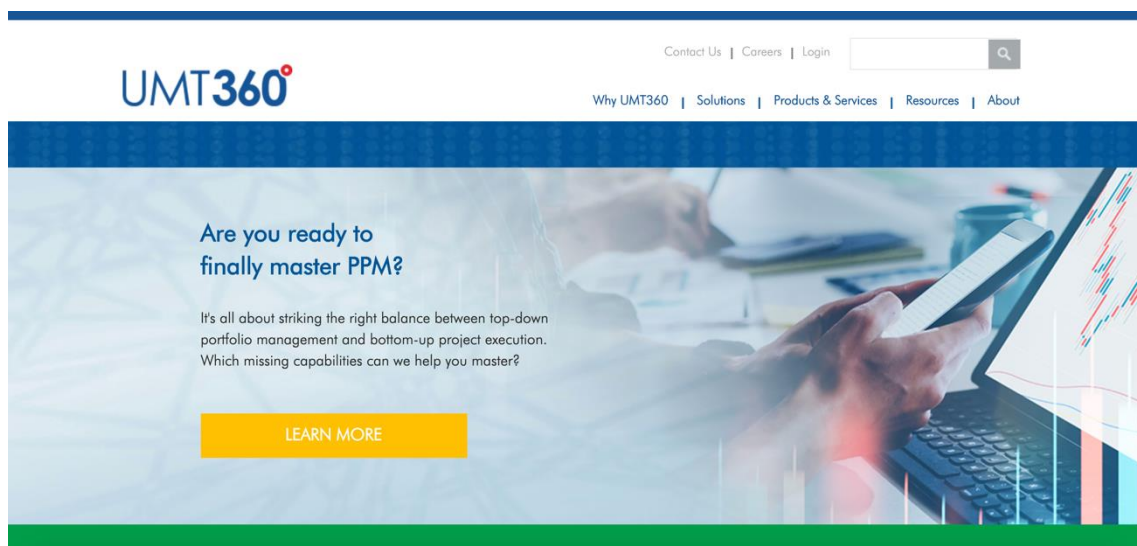 Contact Us | Careers | Login
UMT360
Why UMT360 | Solutions | Products & Services | Resources | About
Are you ready to
finally master PPM?
It's all about striking the right balance between top-down
portfolio management and bottom-up project execution.
Which missing capabilities can we help you master?
LEARN MORE